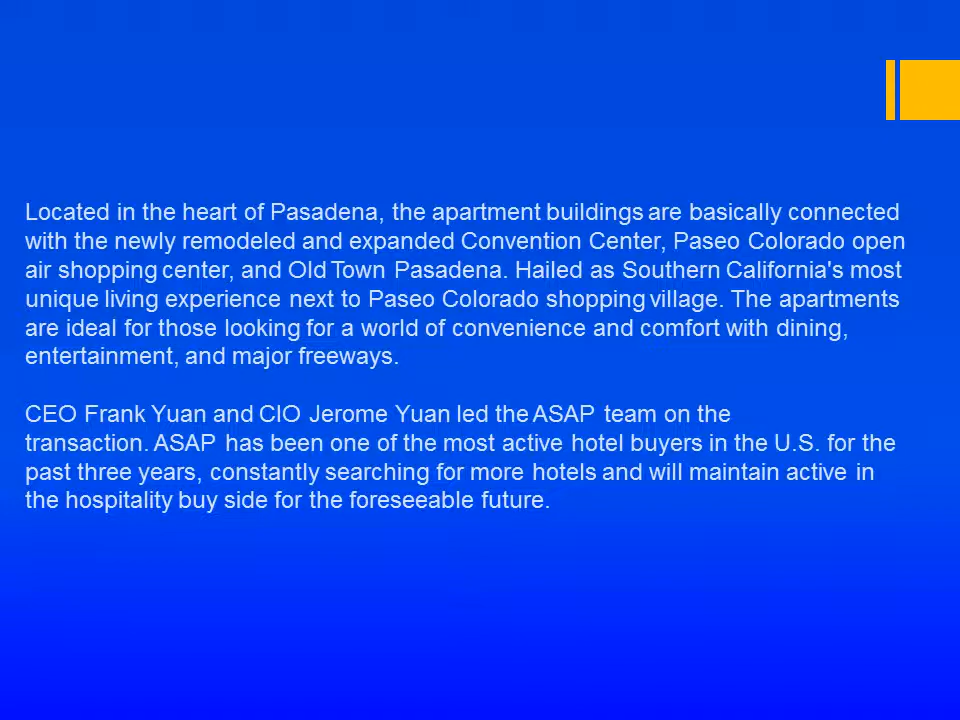 Located in the heart of Pasadena, the apartment buildings are basically connected
with the newly remodeled and expanded Convention Center, Paseo Colorado open
air shopping center, and Old Town Pasadena. Hailed as Southern California's most
unique living experience next to Paseo Colorado shopping village. The apartments
are ideal for those looking for a world of convenience and comfort with dining,
entertainment, and major freeways.
CEO Frank Yuan and CIO Jerome Yuan led the ASAP team on the
transaction. ASAP has been one of the most active hotel buyers in the U.S. for the
past three years, constantly searching for more hotels and will maintain active in
the hospitality buy side for the foreseeable future.